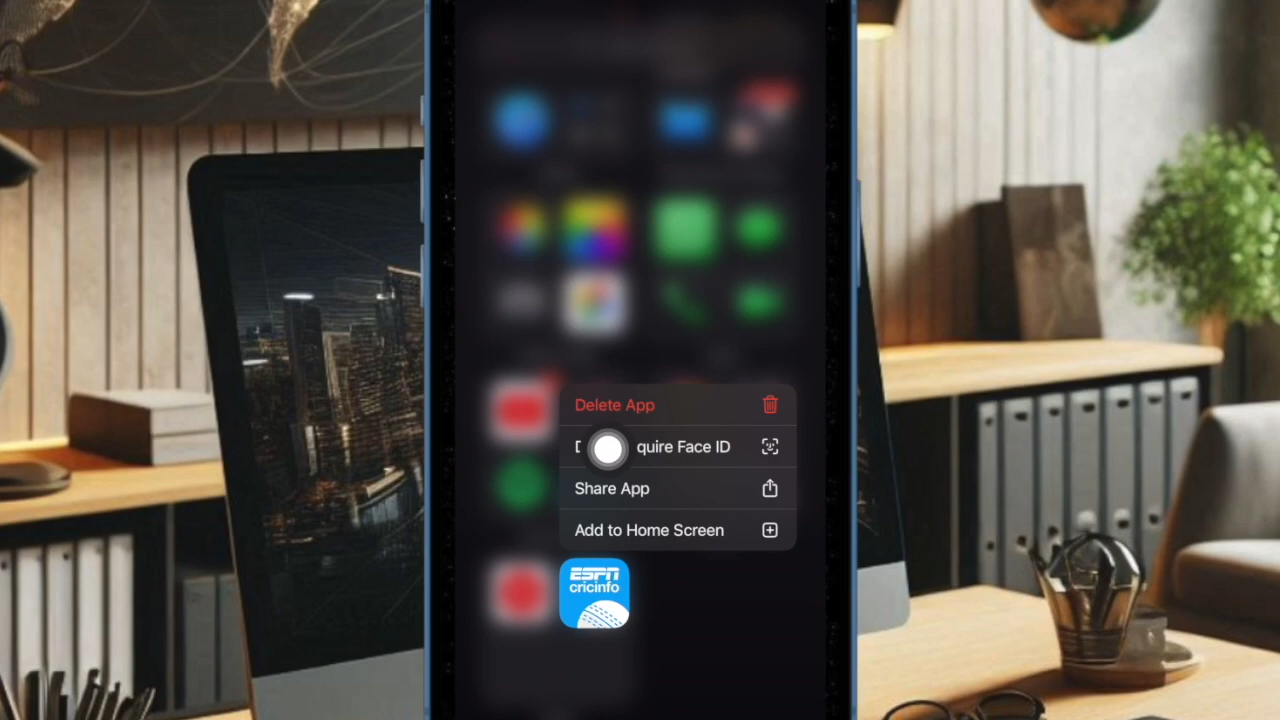 Delete App
quire Face ID
Share App
Add to Home Screen
ESPN
cricinfo